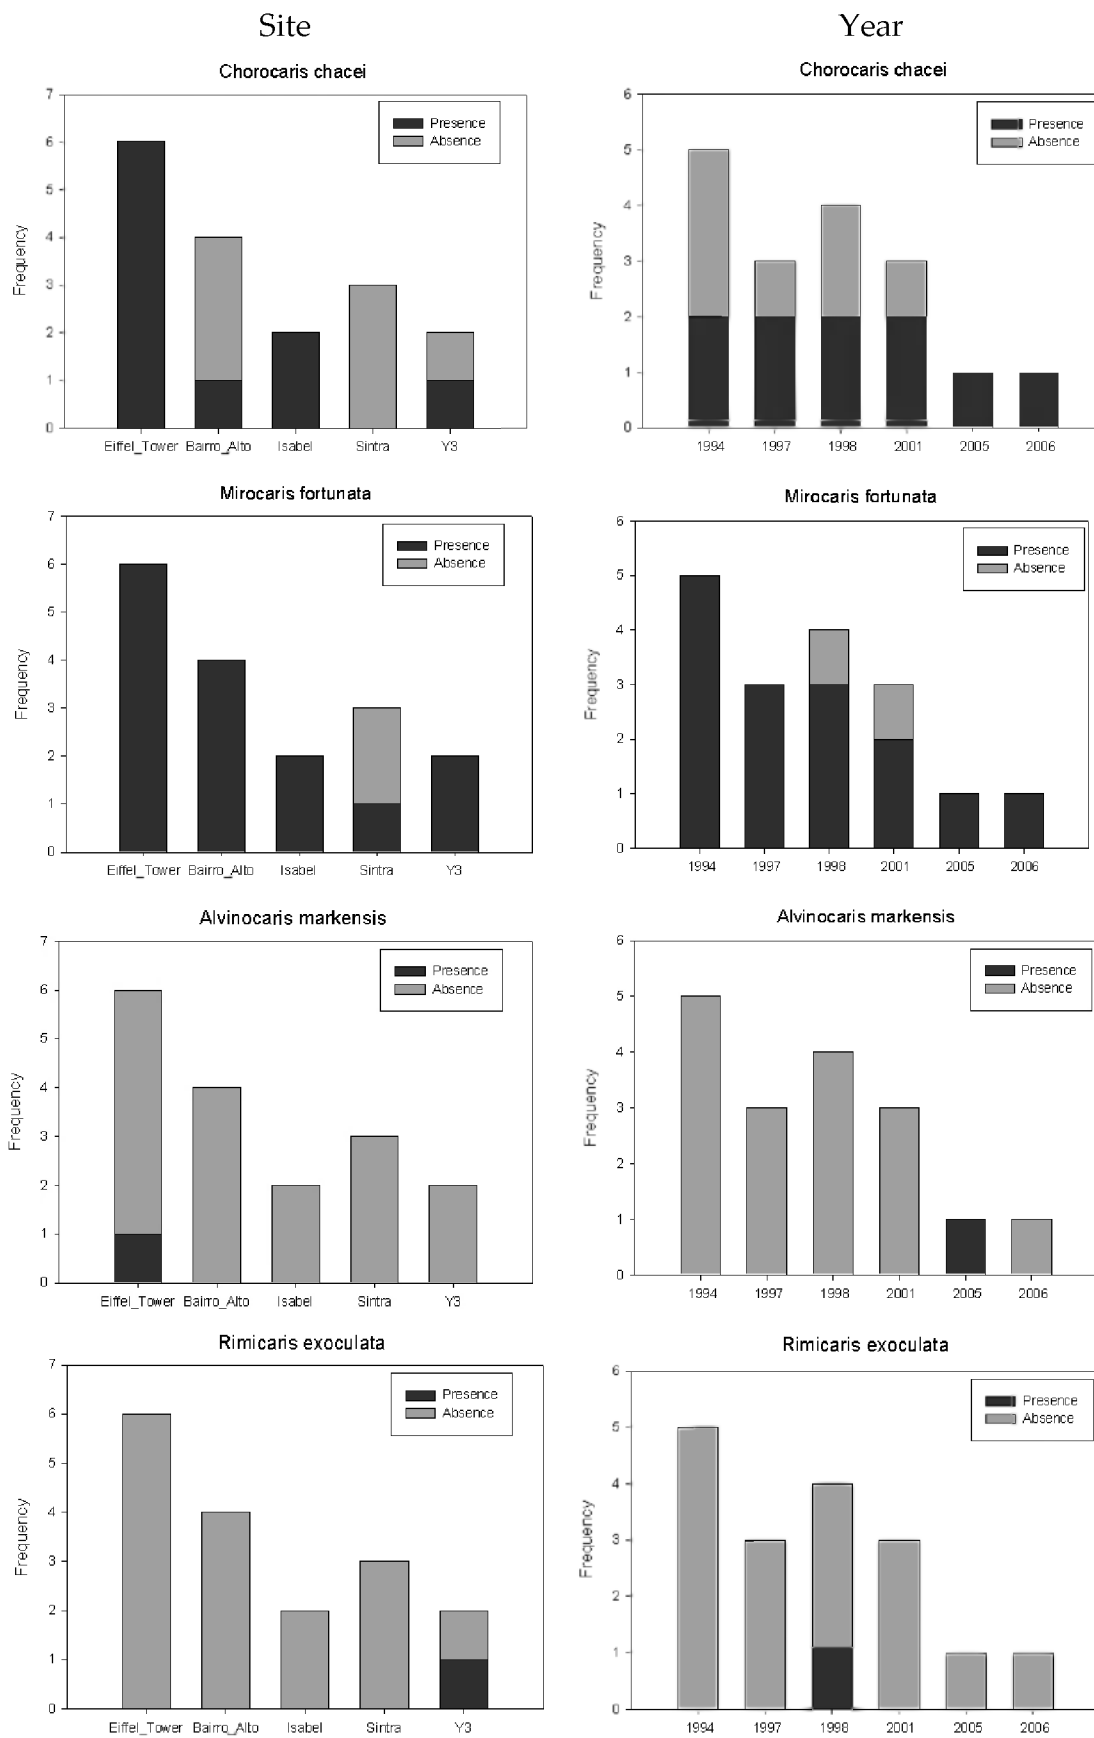 Site
Year
Chorocaris chacei
7
6
5
4
3
2
1
0
Frequency
Presence
Absence
Eiffel_Tower Bairro_Alto Isabel Sintra Y3
Chorocaris chacei
6
5
4
3
2
1
0
Frequency
Presence
Absence
1994 1997 1998 2001 2005 2006
Mirocaris fortunata
7
6
5
4
3
2
1
0
Frequency
Presence
Absence
Eiffel_Tower Bairro_Alto Isabel Sintra Y3
Mirocaris fortunata
6
5
4
3
2
1
0
Frequency
Presence
Absence
1994 1997 1998 2001 2005 2006
Alvinocaris markensis
7
6
5
4
3
2
1
0
Frequency
Presence
Absence
Eiffel_Tower Bairro_Alto Isabel Sintra Y3
Alvinocaris markensis
6
5
4
3
2
1
0
Frequency
Presence
Absence
1994 1997 1998 2001 2005 2006
Rimicaris exoculata
7
6
5
4
3
2
1
0
Frequency
Presence
Absence
Eiffel_Tower Bairro_Alto Isabel Sintra Y3
Rimicaris exoculata
6
5
4
3
2
1
0
Frequency
Presence
Absence
1994 1997 1998 2001 2005 2006